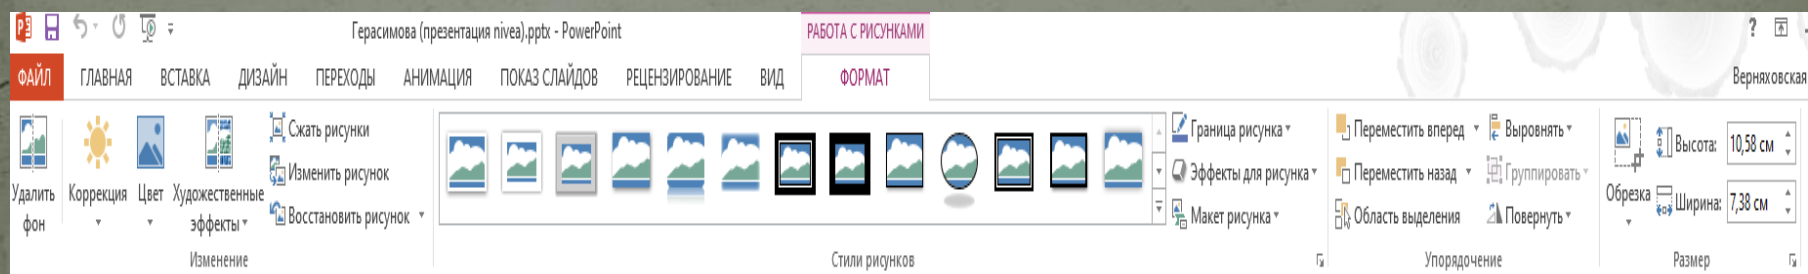 Герасимова (презентация nivea).pptx - PowerPoint
РАБОТА С РИСУНКАМИ
?
ФАЙЛ ГЛАВНАЯ ВСТАВКА ДИЗАЙН ПЕРЕХОДЫ АНИМАЦИЯ ПОКАЗ СЛАЙДОВ РЕЦЕНЗИРОВАНИЕ ВИД ФОРМАТ Верняховская
Удалить фон
Коррекция
Цвет
Художественные эффекты
Сжать рисунки
Изменить рисунок
Восстановить рисунок
Изменение
Стили рисунков
Граница рисунка
Эффекты для рисунка
Макет рисунка
Переместить вперед
Переместить назад
Область выделения
Выровнять
Группировать
Повернуть
Упорядочение
Обрезка
Высота: 10,58 см
Ширина: 7,38 см
Размер